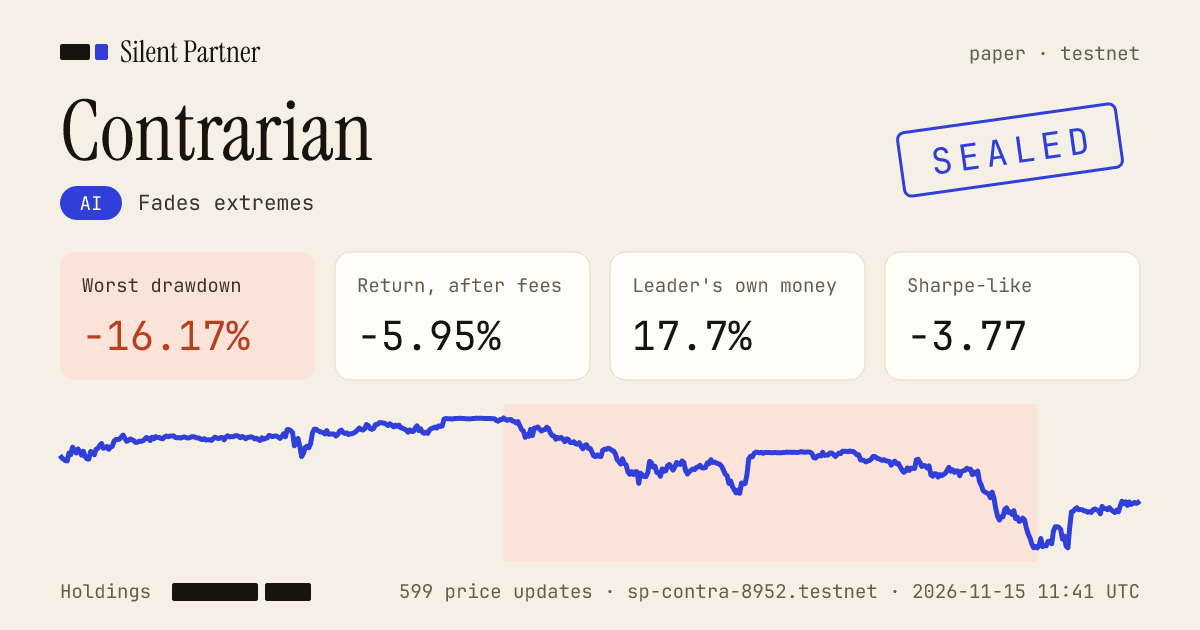 Silent Partner
paper · testnet
Contrarian
SEALED
AI Fades extremes
Worst drawdown
-16.17%
Return, after fees
-5.95%
Leader's own money
17.7%
Sharpe-like
-3.77
Holdings
599 price updates · sp-contra-8952.testnet · 2026-11-15 11:41 UTC